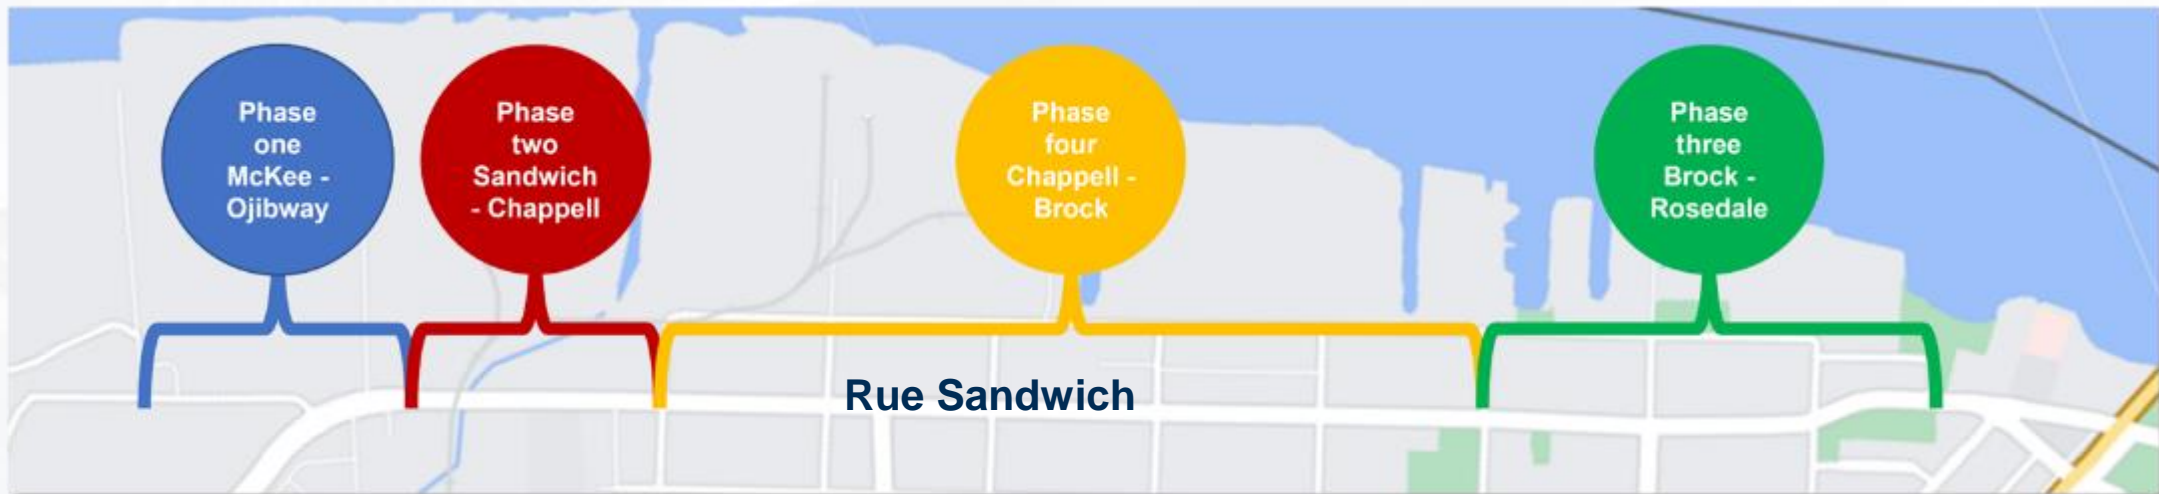 Phase
one
McKee -
Ojibway
Phase
two
Sandwich
- Chappell
Phase
four
Chappell -
Brock
Phase
three
Brock -
Rosedale
Rue Sandwich